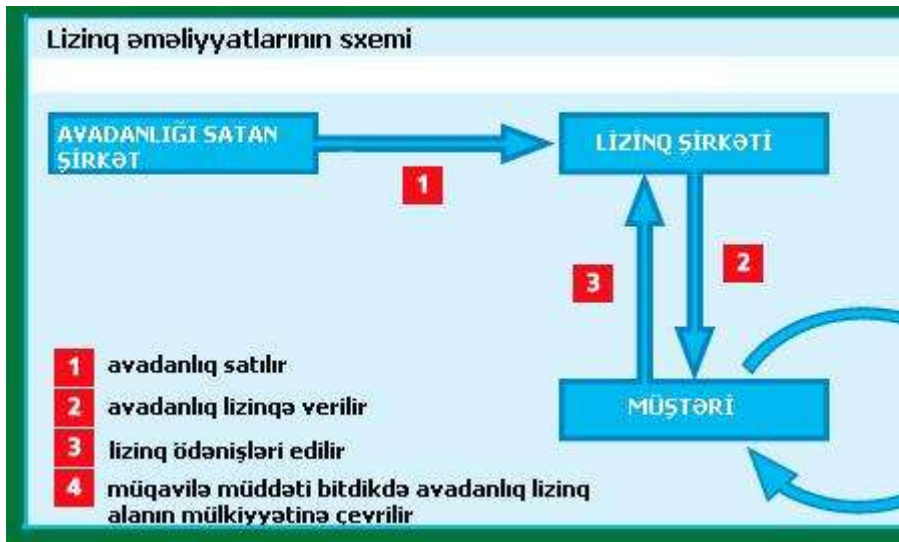 Lizinq əməliyyatlarının sxemi
AVADANLIĞI SATAN
ŞİRKƏT
LİZİNQ ŞİRKƏTİ
1
2
3
MÜŞTƏRİ
1 avadanlıq satılır
2 avadanlıq lizinqə verilir
3 lizinq ödənişləri edilir
4 müqavilə müddəti bitdikdə avadanlıq lizinq
alanın mülkiyyətinə çevrilir